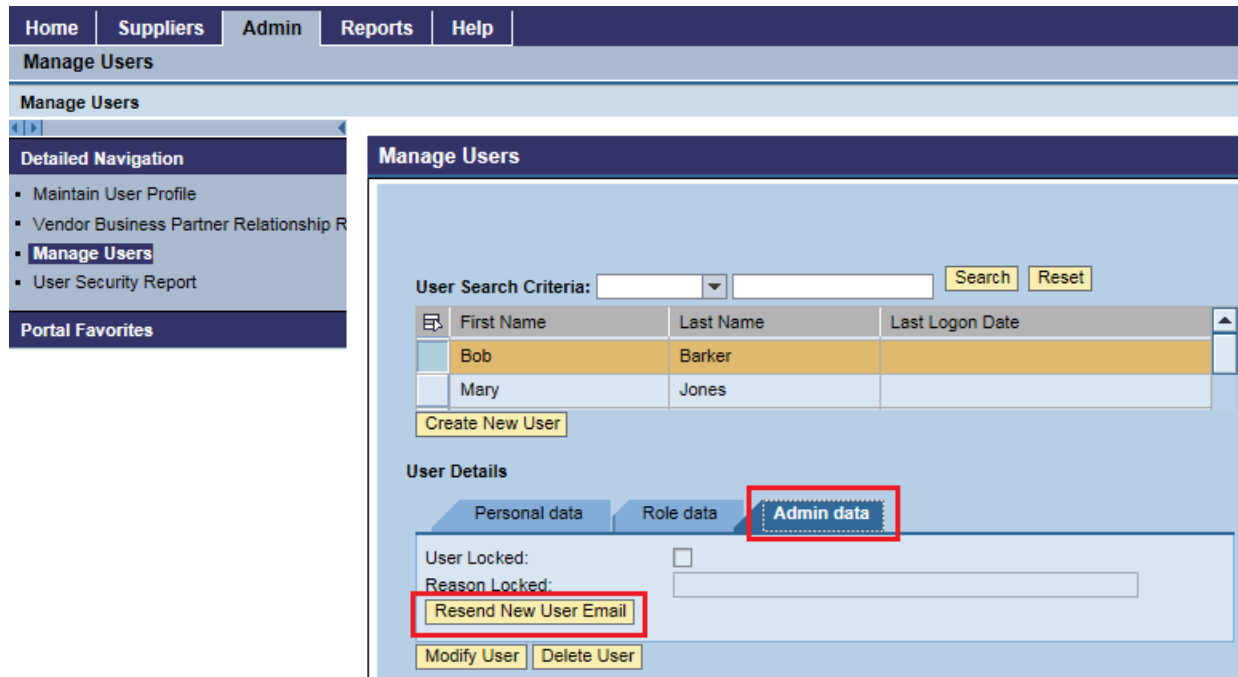 Home Suppliers Admin Reports Help
Manage Users
Manage Users
Detailed Navigation
Maintain User Profile
Vendor Business Partner Relationship R
Manage Users
User Security Report
Portal Favorites
Manage Users
User Search Criteria: Search Reset
First Name Last Name Last Logon Date
Bob Barker
Mary Jones
Create New User
User Details
Personal data Role data Admin data
User Locked:
Reason Locked:
Resend New User Email
Modify User Delete User